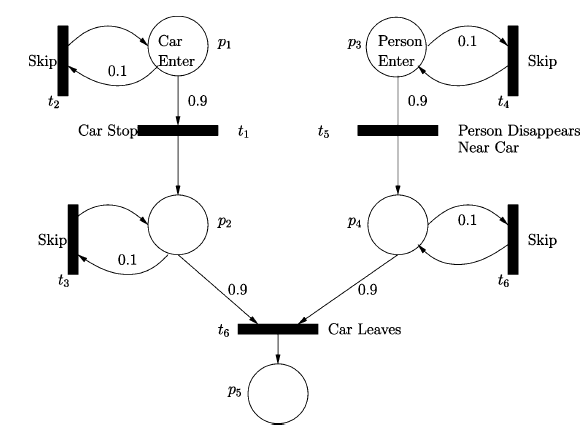 Car
Enter
p1
p3
Person
Enter
0.1
Skip
0.1
Skip
t2
0.9
0.9
t4
Car Stop
t1
t5
Person Disappears
Near Car
p2
p4
0.1
Skip
0.1
Skip
t3
t6
0.9
0.9
t6
Car Leaves
p5